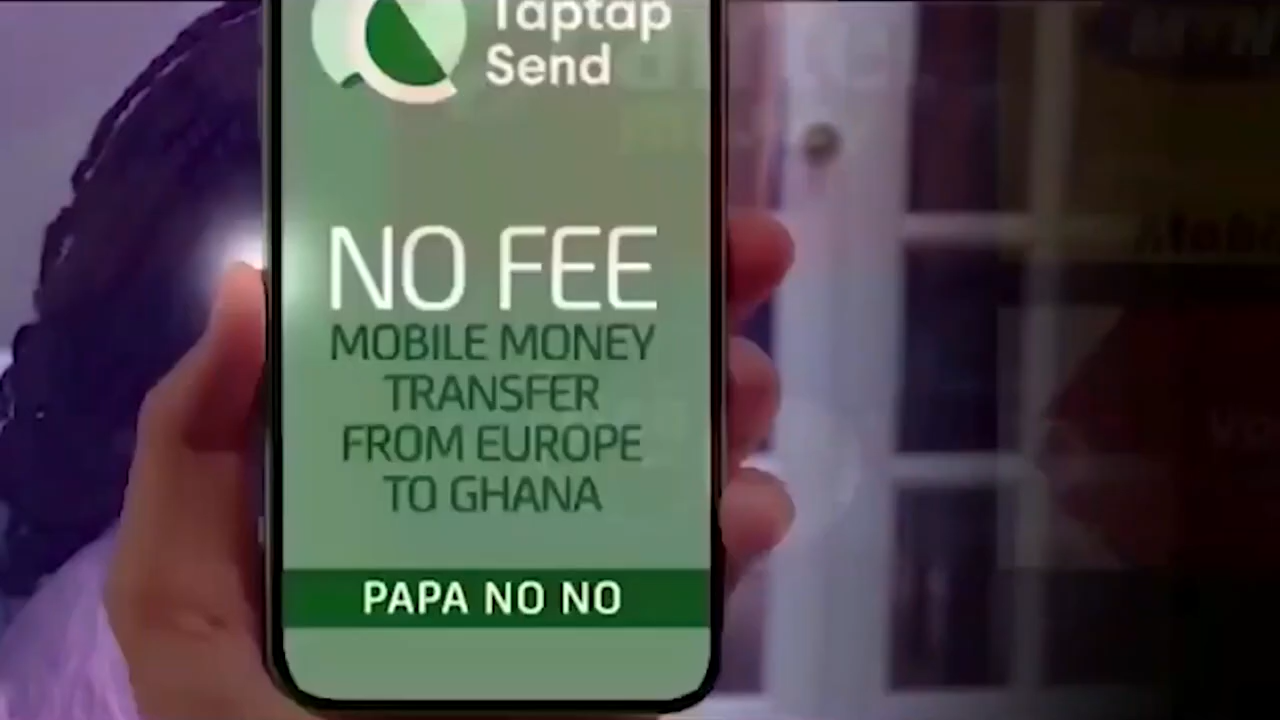 Taptap
Send
NO FEE
MOBILE MONEY
TRANSFER
FROM EUROPE
TO GHANA
PAPA NO NO